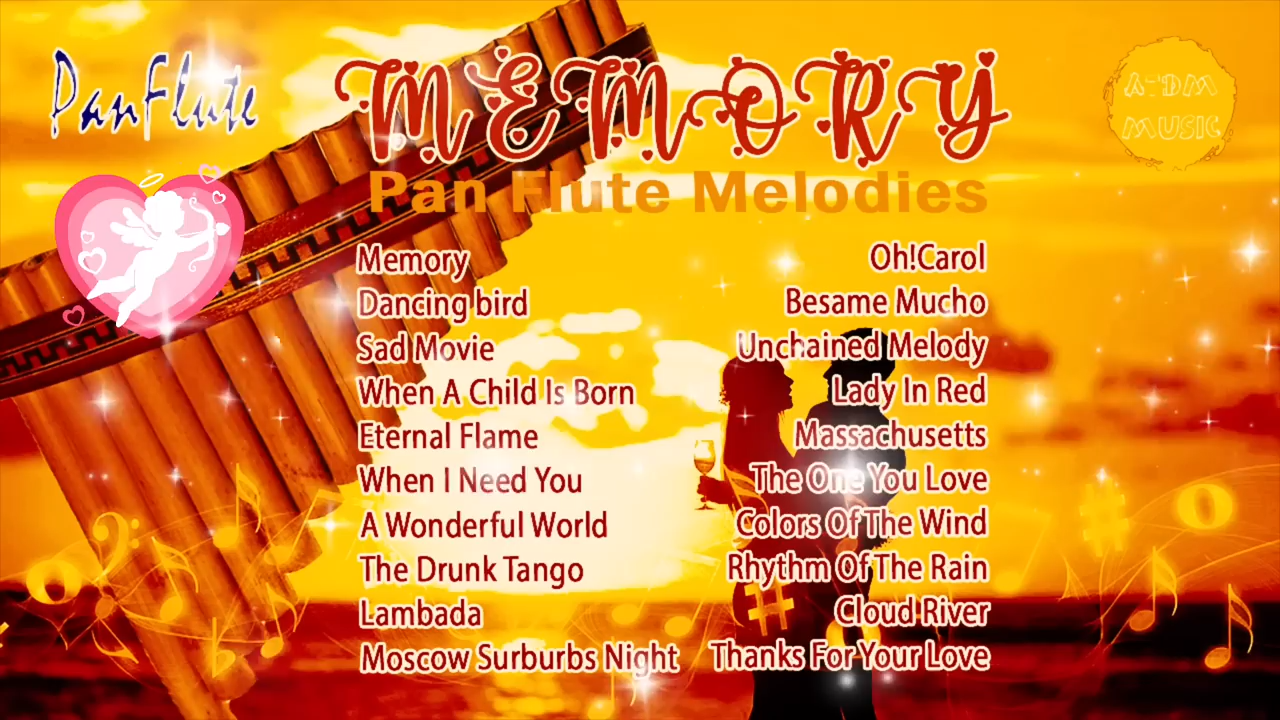 PanFlute
MEMORY
A-DM
MUSIC
Pan Flute Melodies
Memory
Dancing bird
Sad Movie
When A Child Is Born
Eternal Flame
When I Need You
A Wonderful World
The Drunk Tango
Lambada
Moscow Surburbs Night
Oh!Carol
Besame Mucho
Unchained Melody
Lady In Red
Massachusetts
The One You Love
Colors Of The Wind
Rhythm Of The Rain
Cloud River
Thanks For Your Love